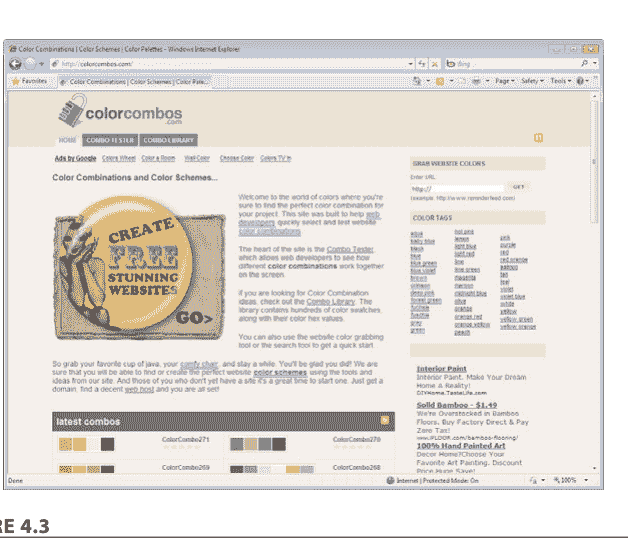 Color Combinations | Color Schemes | Color Palettes - Windows Internet Explorer
http://colorcombos.com/
Bing
Favorites
Color Combinations | Color Schemes | Color Pale...
Page
Safety
Tools
colorcombos
.com
HOME
COMBO TESTER
COMBO LIBRARY
Ads by Google
Colors Wheel
Color a Room
Wall Color
Choose Color
Colors TV in
Color Combinations and Color Schemes...
CREATE
FREE
STUNNING
WEBSITES
GO>
Welcome to the world of colors where you're
sure to find the perfect color combination for
your project. This site was built to help web
developers quickly select and test website
color combinations.
The heart of the site is the Combo Tester,
which allows web developers to see how
different color combinations work together
on the screen.
If you are looking for Color Combination
ideas, check out the Combo Library. The
library contains hundreds of color swatches,
along with their color hex values.
You can also use the website color grabbing
tool or the search tool to get a quick start.
So grab your favorite cup of java, your comfy chair, and stay a while. You'll be glad you did! We are
sure that you will be able to find or create the perfect website color schemes using the tools and
ideas from our site. And those of you who don't yet have a site it's a great time to start one. Just get a
domain, find a decent web host and you are all set!
latest combos
ColorCombo271
ColorCombo270
ColorCombo269
ColorCombo268
GRAB WEBSITE COLORS
Enter URL
http://
GET
COLOR TAGS
aqua
baby blue
black
blue
blue green
blue violet
brown
crimson
deep pink
forest green
fuchsia
gray
green
hot pink
lemon
light blue
light red
lime
lime green
magenta
maroon
midnight blue
olive
orange
orange red
orange yellow
peach
pink
purple
red
red orange
salmon
tan
teal
violet
violet blue
white
yellow
yellow green
yellow orange
Interior Paint
Interior Paint. Make Your Dream
Home A Reality!
DIYHome.TasteLife.com
Solid Bamboo - $1.49
We're Overstocked in Bamboo
Floors. Buy Factory Direct & Pay
Zero Tax!
www.iFLOOR.com/bamboo-flooring/
100% Hand Painted Art
Decor Home?Choose Your
Favorite Art Painting. Discount
Price Huge Save!
Done
Internet | Protected Mode: On
100%
RE 4.3